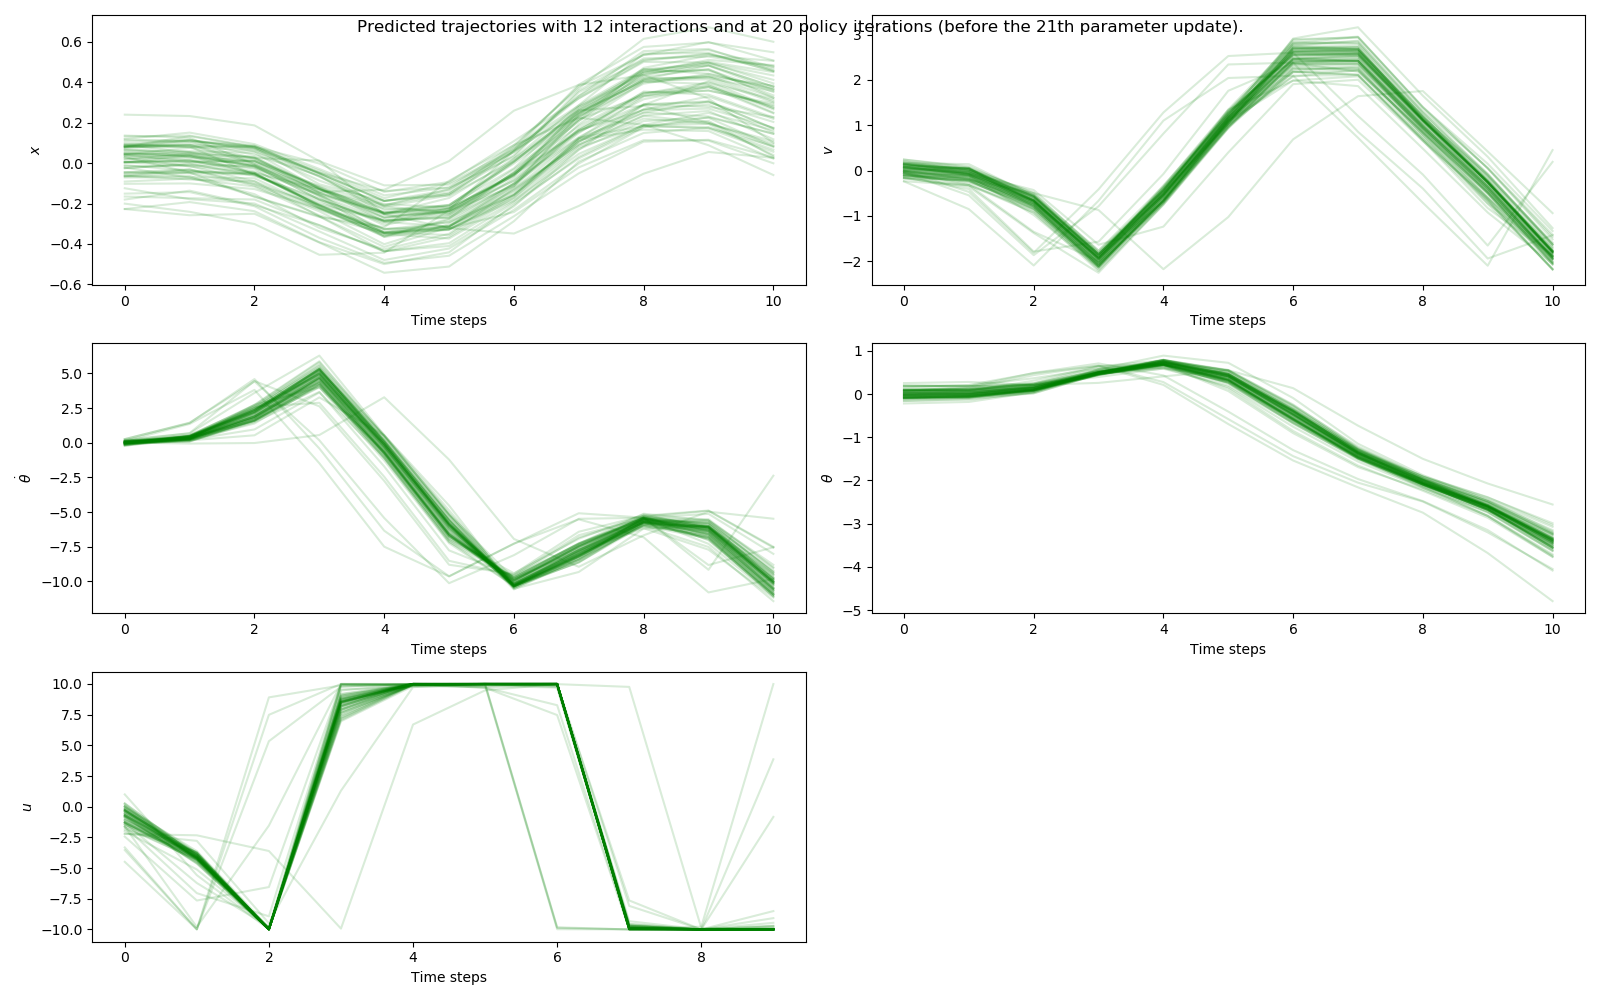 Predicted trajectories with 12 interactions and at 20 policy iterations (before the 21th parameter update).
0.6
0.4
0.2
0.0
−0.2
−0.4
−0.6
x
0 2 4 6 8 10
Time steps
3
2
1
0
−1
−2
v
0 2 4 6 8 10
Time steps
5.0
2.5
0.0
−2.5
−5.0
−7.5
−10.0
θ̇
0 2 4 6 8 10
Time steps
1
0
−1
−2
−3
−4
−5
θ
0 2 4 6 8 10
Time steps
10.0
7.5
5.0
2.5
0.0
−2.5
−5.0
−7.5
−10.0
u
0 2 4 6 8
Time steps